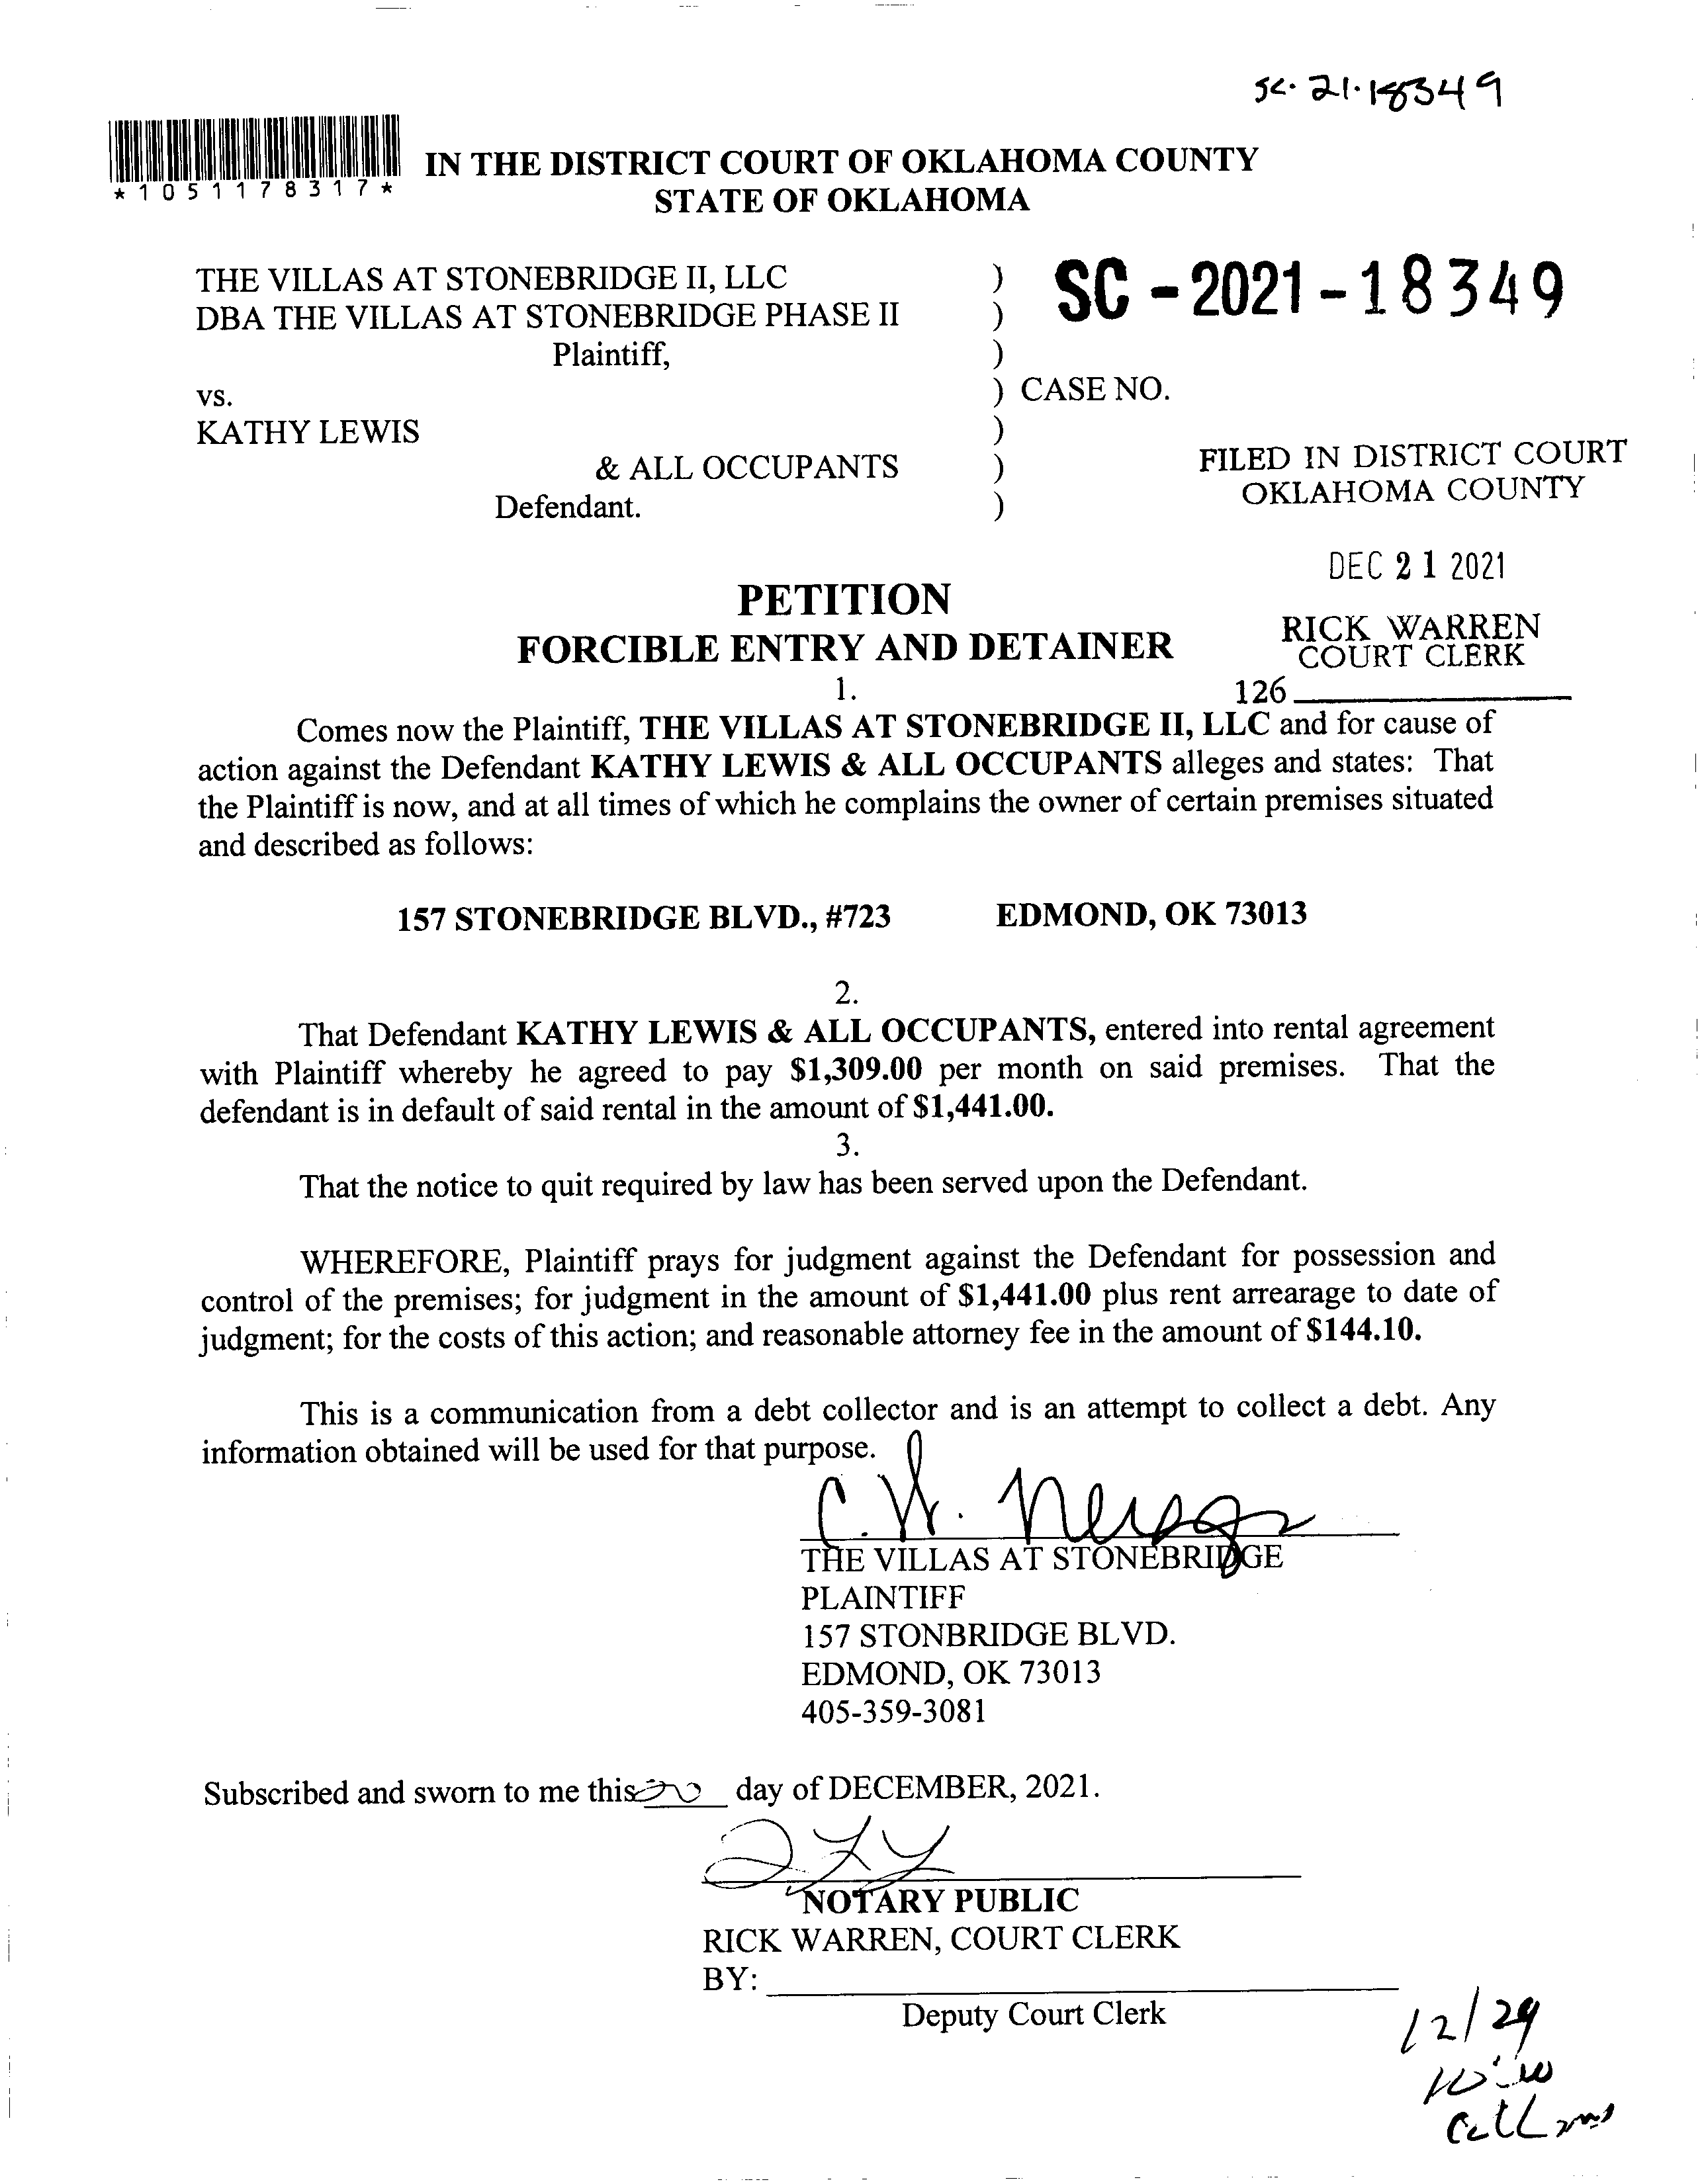 SC-21-18349
*1051178317*
IN THE DISTRICT COURT OF OKLAHOMA COUNTY
STATE OF OKLAHOMA
THE VILLAS AT STONEBRIDGE II, LLC )
DBA THE VILLAS AT STONEBRIDGE PHASE II )
Plaintiff, )
SC-2021-18349
vs. ) CASE NO.
KATHY LEWIS )
& ALL OCCUPANTS )
Defendant. )
FILED IN DISTRICT COURT
OKLAHOMA COUNTY
DEC 21 2021
RICK WARREN
COURT CLERK
126
PETITION
FORCIBLE ENTRY AND DETAINER
1.
Comes now the Plaintiff, THE VILLAS AT STONEBRIDGE II, LLC and for cause of
action against the Defendant KATHY LEWIS & ALL OCCUPANTS alleges and states: That
the Plaintiff is now, and at all times of which he complains the owner of certain premises situated
and described as follows:
157 STONEBRIDGE BLVD., #723 EDMOND, OK 73013
2.
That Defendant KATHY LEWIS & ALL OCCUPANTS, entered into rental agreement
with Plaintiff whereby he agreed to pay $1,309.00 per month on said premises. That the
defendant is in default of said rental in the amount of $1,441.00.
3.
That the notice to quit required by law has been served upon the Defendant.
WHEREFORE, Plaintiff prays for judgment against the Defendant for possession and
control of the premises; for judgment in the amount of $1,441.00 plus rent arrearage to date of
judgment; for the costs of this action; and reasonable attorney fee in the amount of $144.10.
This is a communication from a debt collector and is an attempt to collect a debt. Any
information obtained will be used for that purpose.
THE VILLAS AT STONEBRIDGE
PLAINTIFF
157 STONBRIDGE BLVD.
EDMOND, OK 73013
405-359-3081
Subscribed and sworn to me this 20 day of DECEMBER, 2021.
NOTARY PUBLIC
RICK WARREN, COURT CLERK
BY:
Deputy Court Clerk
12/29